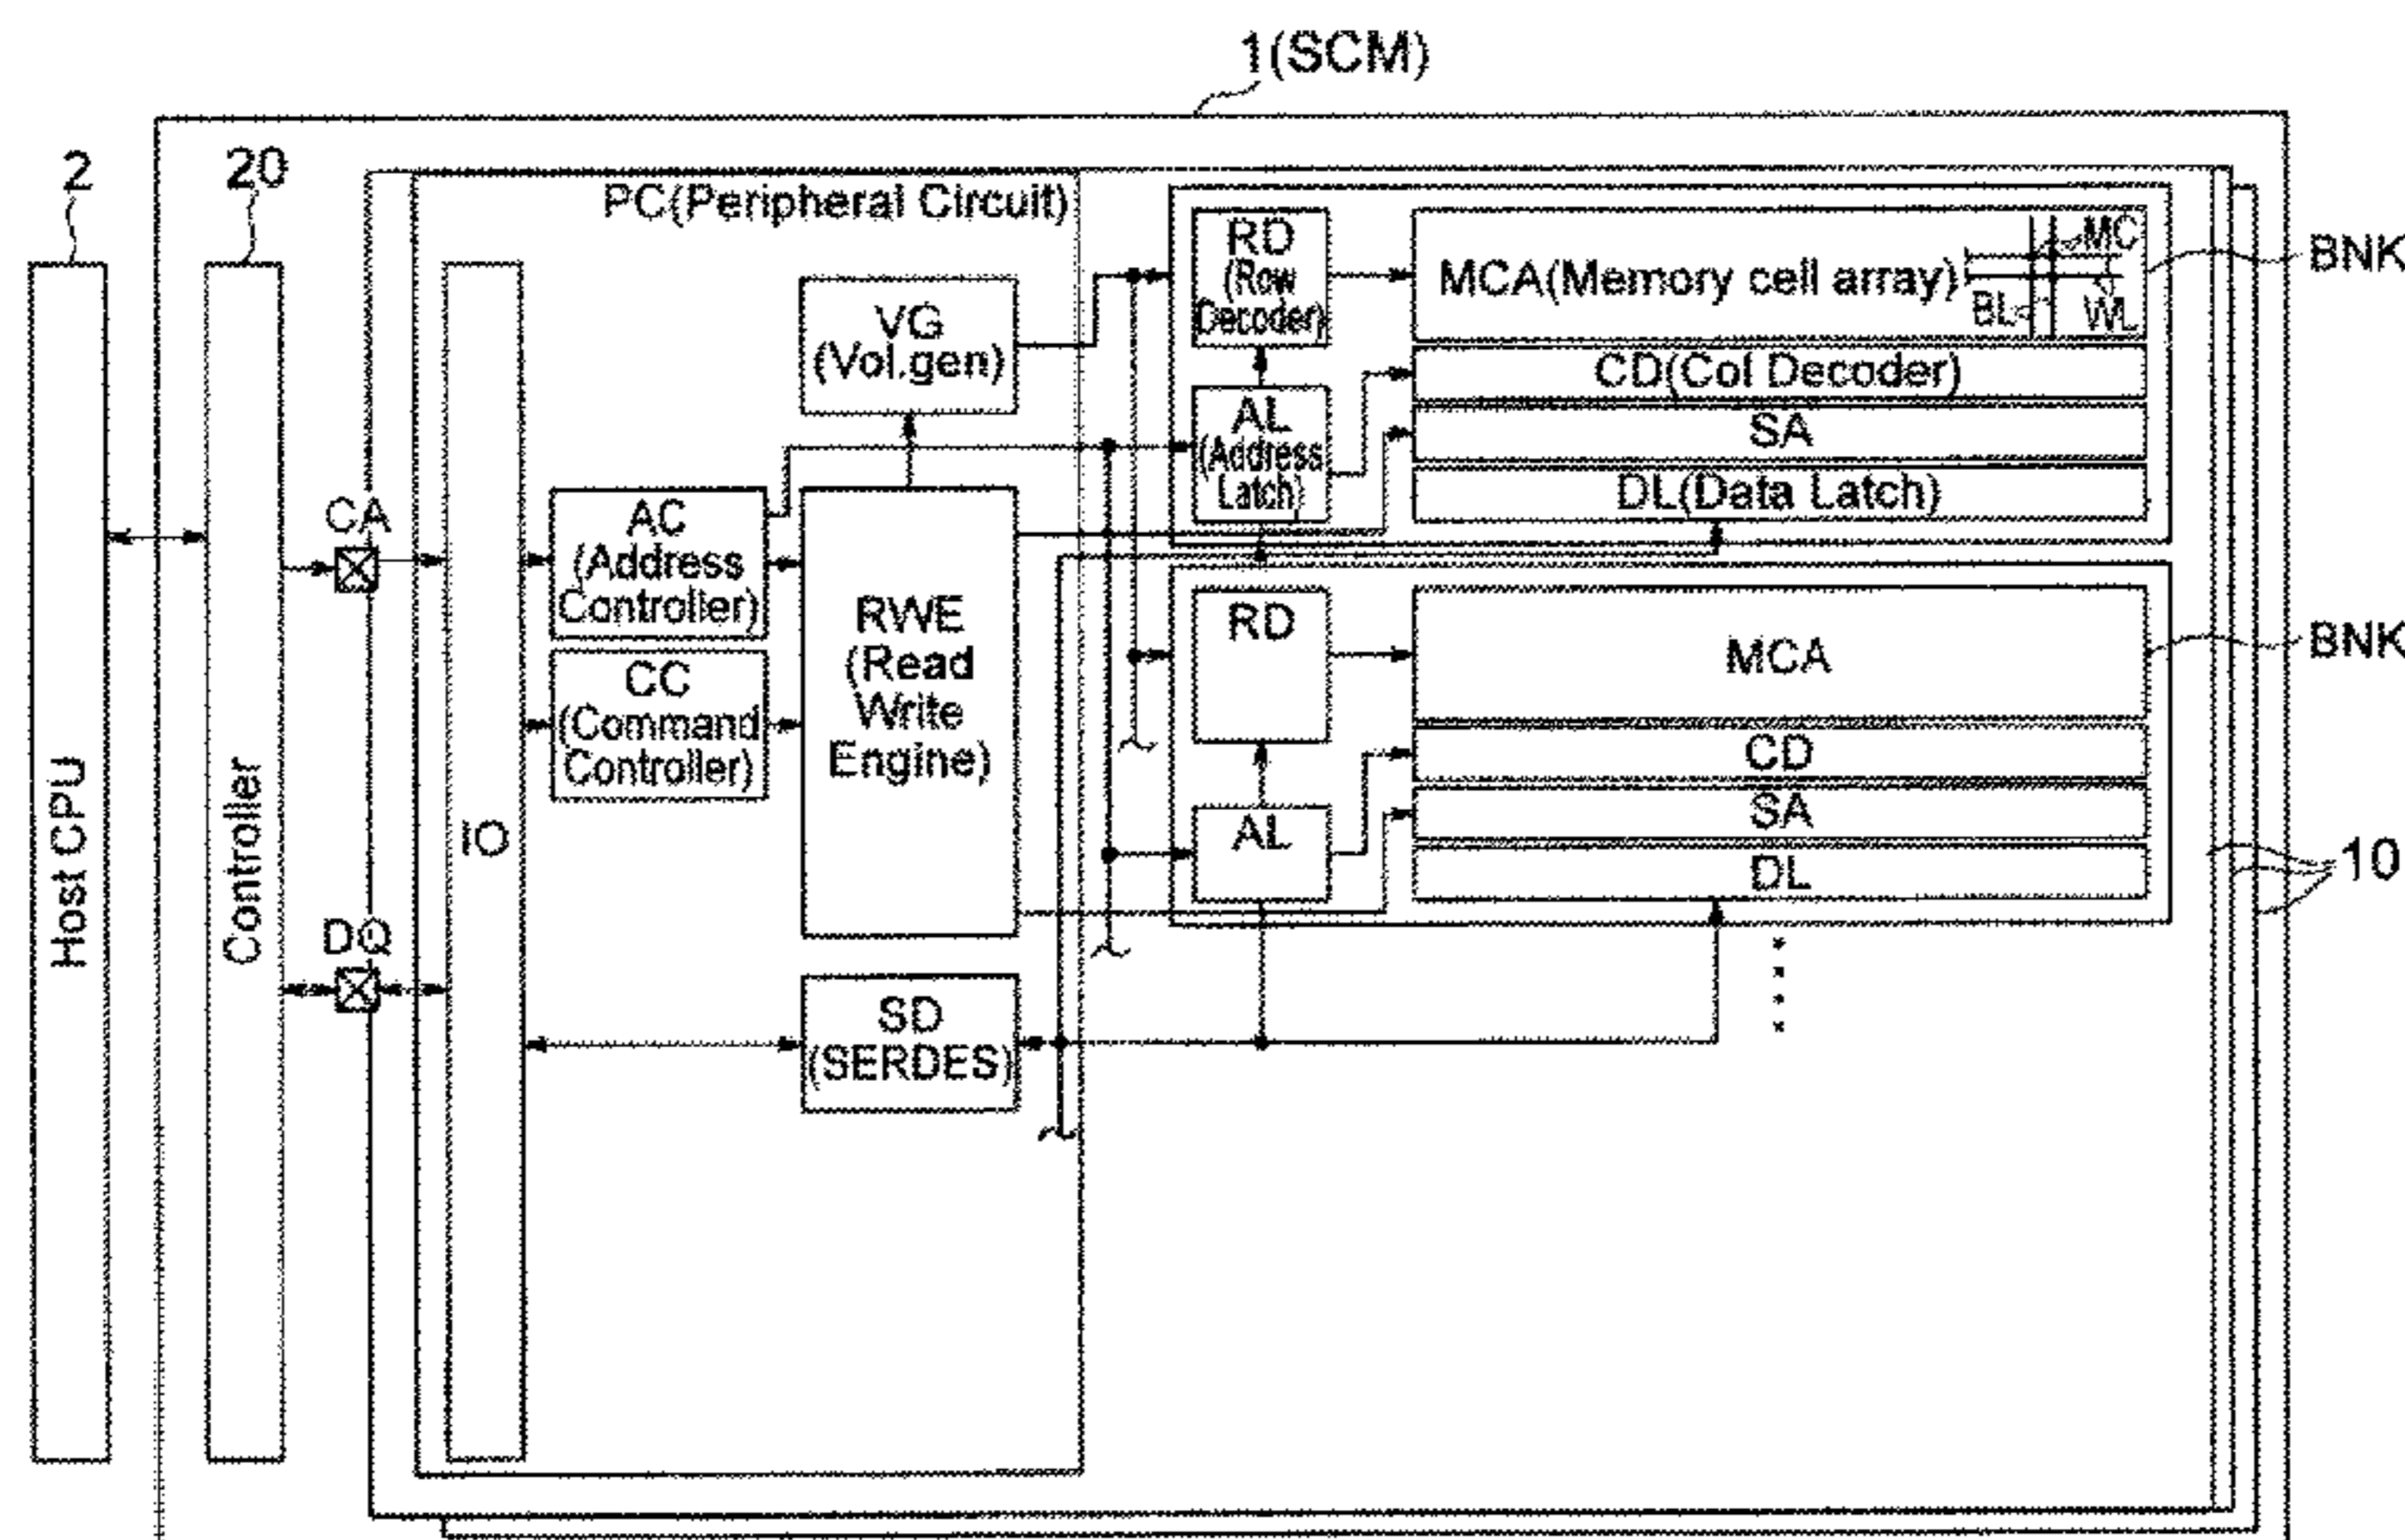 1(SCM)
2
20
PC(Peripheral Circuit)
RD
(Row
Decoder)
MCA(Memory cell array)
MC
BL
WL
BNK
VG
(Vol.gen)
CD(Col Decoder)
AL
(Address
Latch)
SA
DL(Data Latch)
CA
AC
(Address
Controller)
RWE
(Read
Write
Engine)
CC
(Command
Controller)
RD
MCA
BNK
CD
SA
AL
DL
10
Host CPU
Controller
IO
DQ
SD
(SERDES)